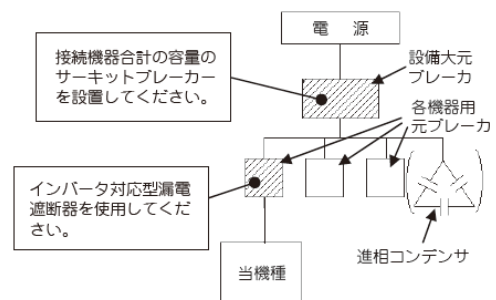 電　源
接続機器合計の容量の
サーキットブレーカー
を設置してください。
設備大元
ブレーカ
各機器用
元ブレーカ
インバータ対応型漏電
遮断器を使用してくだ
さい。
進相コンデンサ
当機種